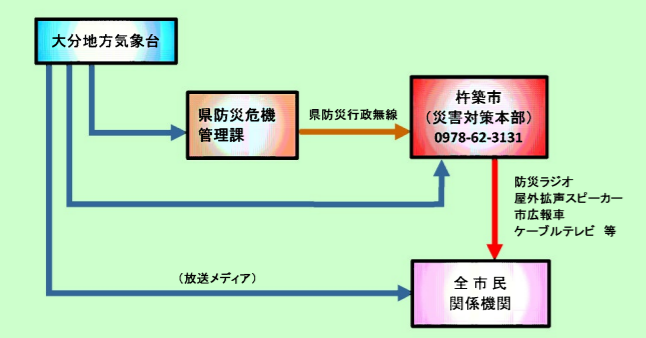 大分地方気象台
県防災危機
管理課
県防災行政無線
杵築市
（災害対策本部）
0978-62-3131
防災ラジオ
屋外拡声スピーカー
市広報車
ケーブルテレビ 等
（放送メディア）
全 市 民
関係機関